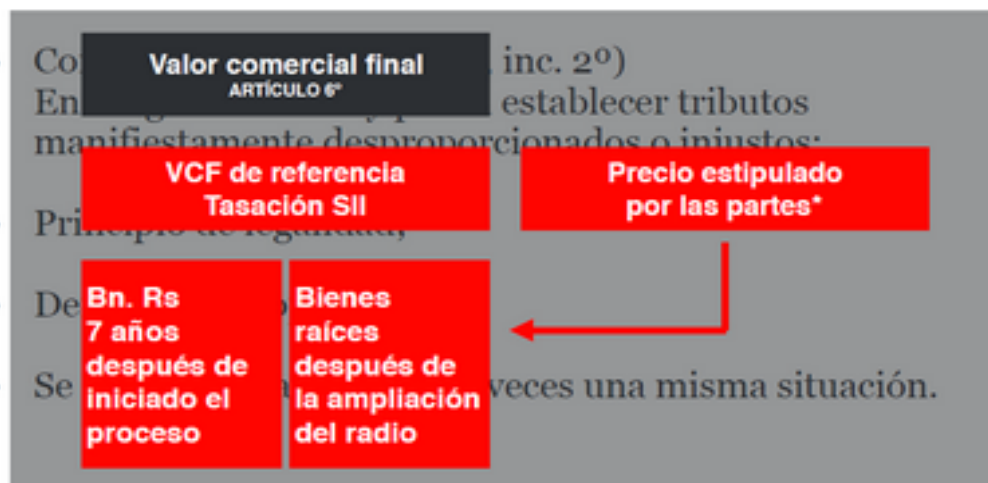 Valor comercial final
ARTÍCULO 6º
inc. 2º)
En establecer tributos
manifiestamente desproporcionados o injustos:
VCF de referencia
Tasación SII
Precio estipulado
por las partes*
Principio de legalidad,
Bn. Rs
7 años
después de
iniciado el
proceso
Bienes
raíces
después de
la ampliación
del radio
Se veces una misma situación.